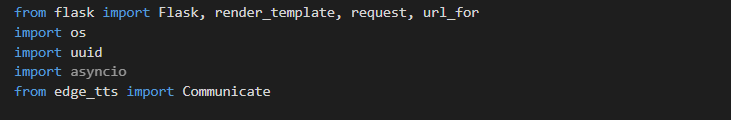 from flask import Flask, render_template, request, url_for
import os
import uuid
import asyncio
from edge_tts import Communicate